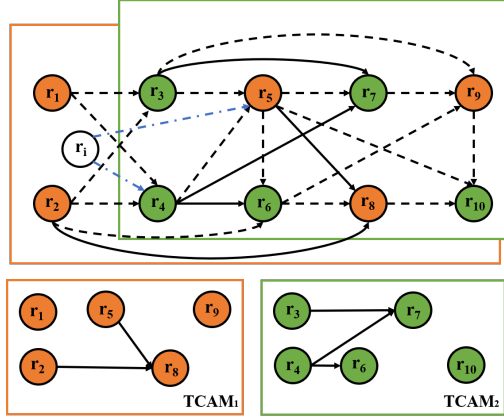 r₁ r₃ r₅ r₇ r₉
rᵢ
r₂ r₄ r₆ r₈ r₁₀
r₁ r₅ r₉ r₃ r₇
r₂ r₈ r₄ r₆ r₁₀
TCAM₁ TCAM₂